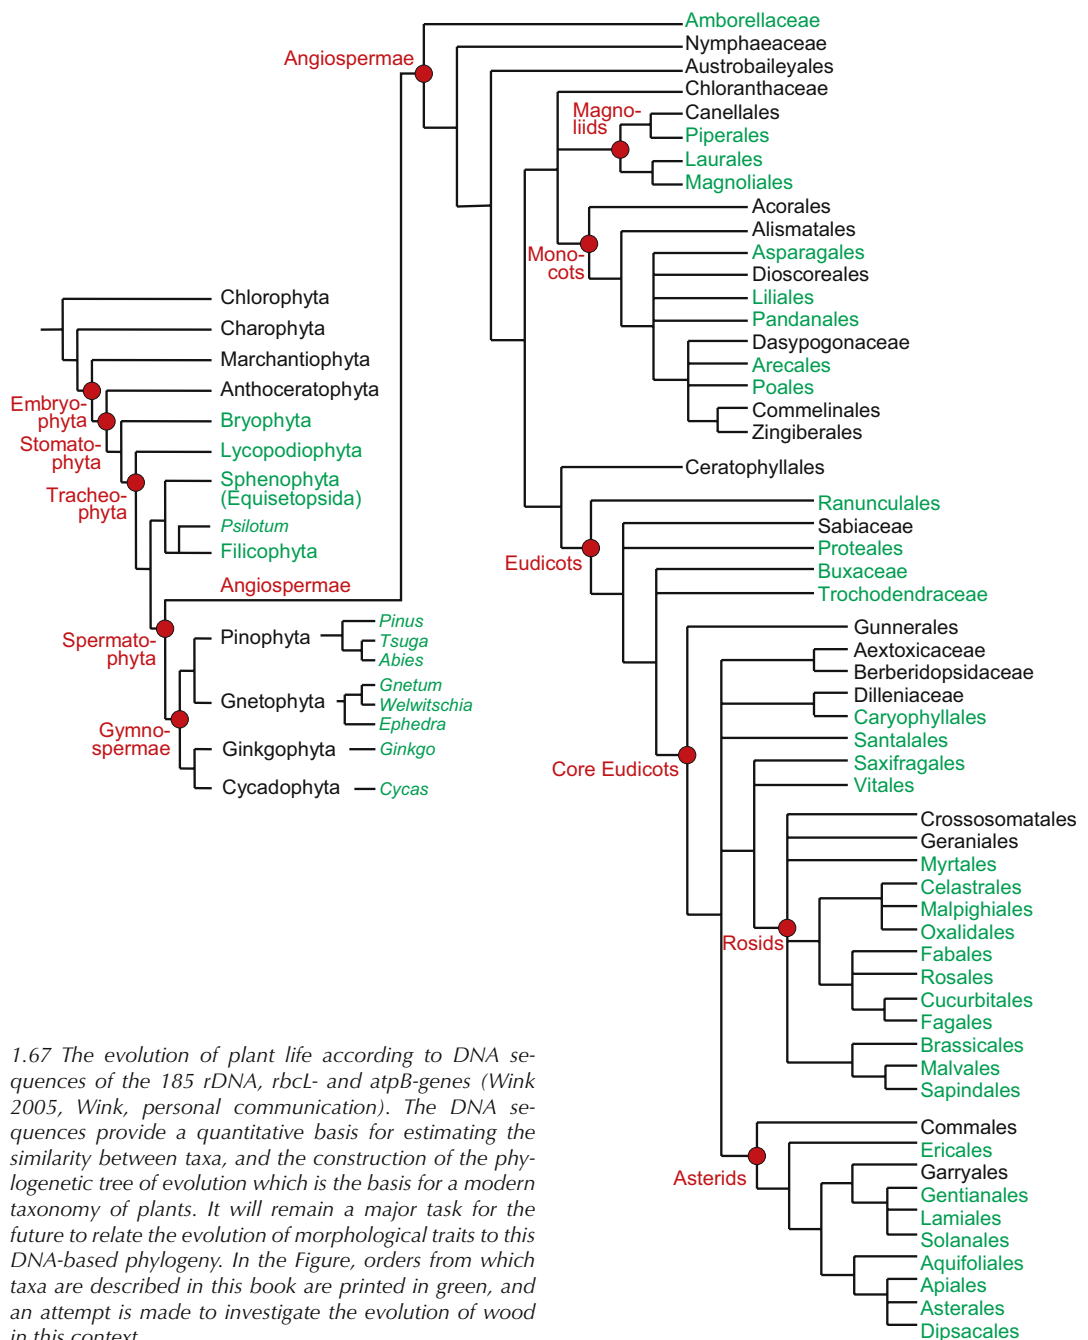 Amborellaceae
Nymphaeaceae
Angiospermae
Austrobaileyales
Chloranthaceae
Magno-
liids
Canellales
Piperales
Laurales
Magnoliales
Acorales
Alismatales
Mono-
cots
Asparagales
Dioscoreales
Liliales
Pandanales
Dasypogonaceae
Arecales
Poales
Commelinales
Zingiberales
Chlorophyta
Charophyta
Marchantiophyta
Anthoceratophyta
Embryo-
phyta
Bryophyta
Stomato-
phyta
Lycopodiophyta
Tracheo-
phyta
Sphenophyta
(Equisetopsida)
Psilotum
Filicophyta
Angiospermae
Spermato-
phyta
Pinophyta
Pinus
Tsuga
Abies
Gnetophyta
Gnetum
Welwitschia
Ephedra
Gymno-
spermae
Ginkgophyta
Ginkgo
Cycadophyta
Cycas
Ceratophyllales
Ranunculales
Sabiaceae
Eudicots
Proteales
Buxaceae
Trochodendraceae
Gunnerales
Aextoxicaceae
Berberidopsidaceae
Dilleniaceae
Caryophyllales
Santalales
Core Eudicots
Saxifragales
Vitales
Crossosomatales
Geraniales
Myrtales
Celastrales
Malpighiales
Oxalidales
Rosids
Fabales
Rosales
Cucurbitales
Fagales
Brassicales
Malvales
Sapindales
Commales
Ericales
Asterids
Garryales
Gentianales
Lamiales
Solanales
Aquifoliales
Apiales
Asterales
Dipsacales
1.67 The evolution of plant life according to DNA se-
quences of the 185 rDNA, rbcL- and atpB-genes (Wink
2005, Wink, personal communication). The DNA se-
quences provide a quantitative basis for estimating the
similarity between taxa, and the construction of the phy-
logenetic tree of evolution which is the basis for a modern
taxonomy of plants. It will remain a major task for the
future to relate the evolution of morphological traits to this
DNA-based phylogeny. In the Figure, orders from which
taxa are described in this book are printed in green, and
an attempt is made to investigate the evolution of wood
in this context